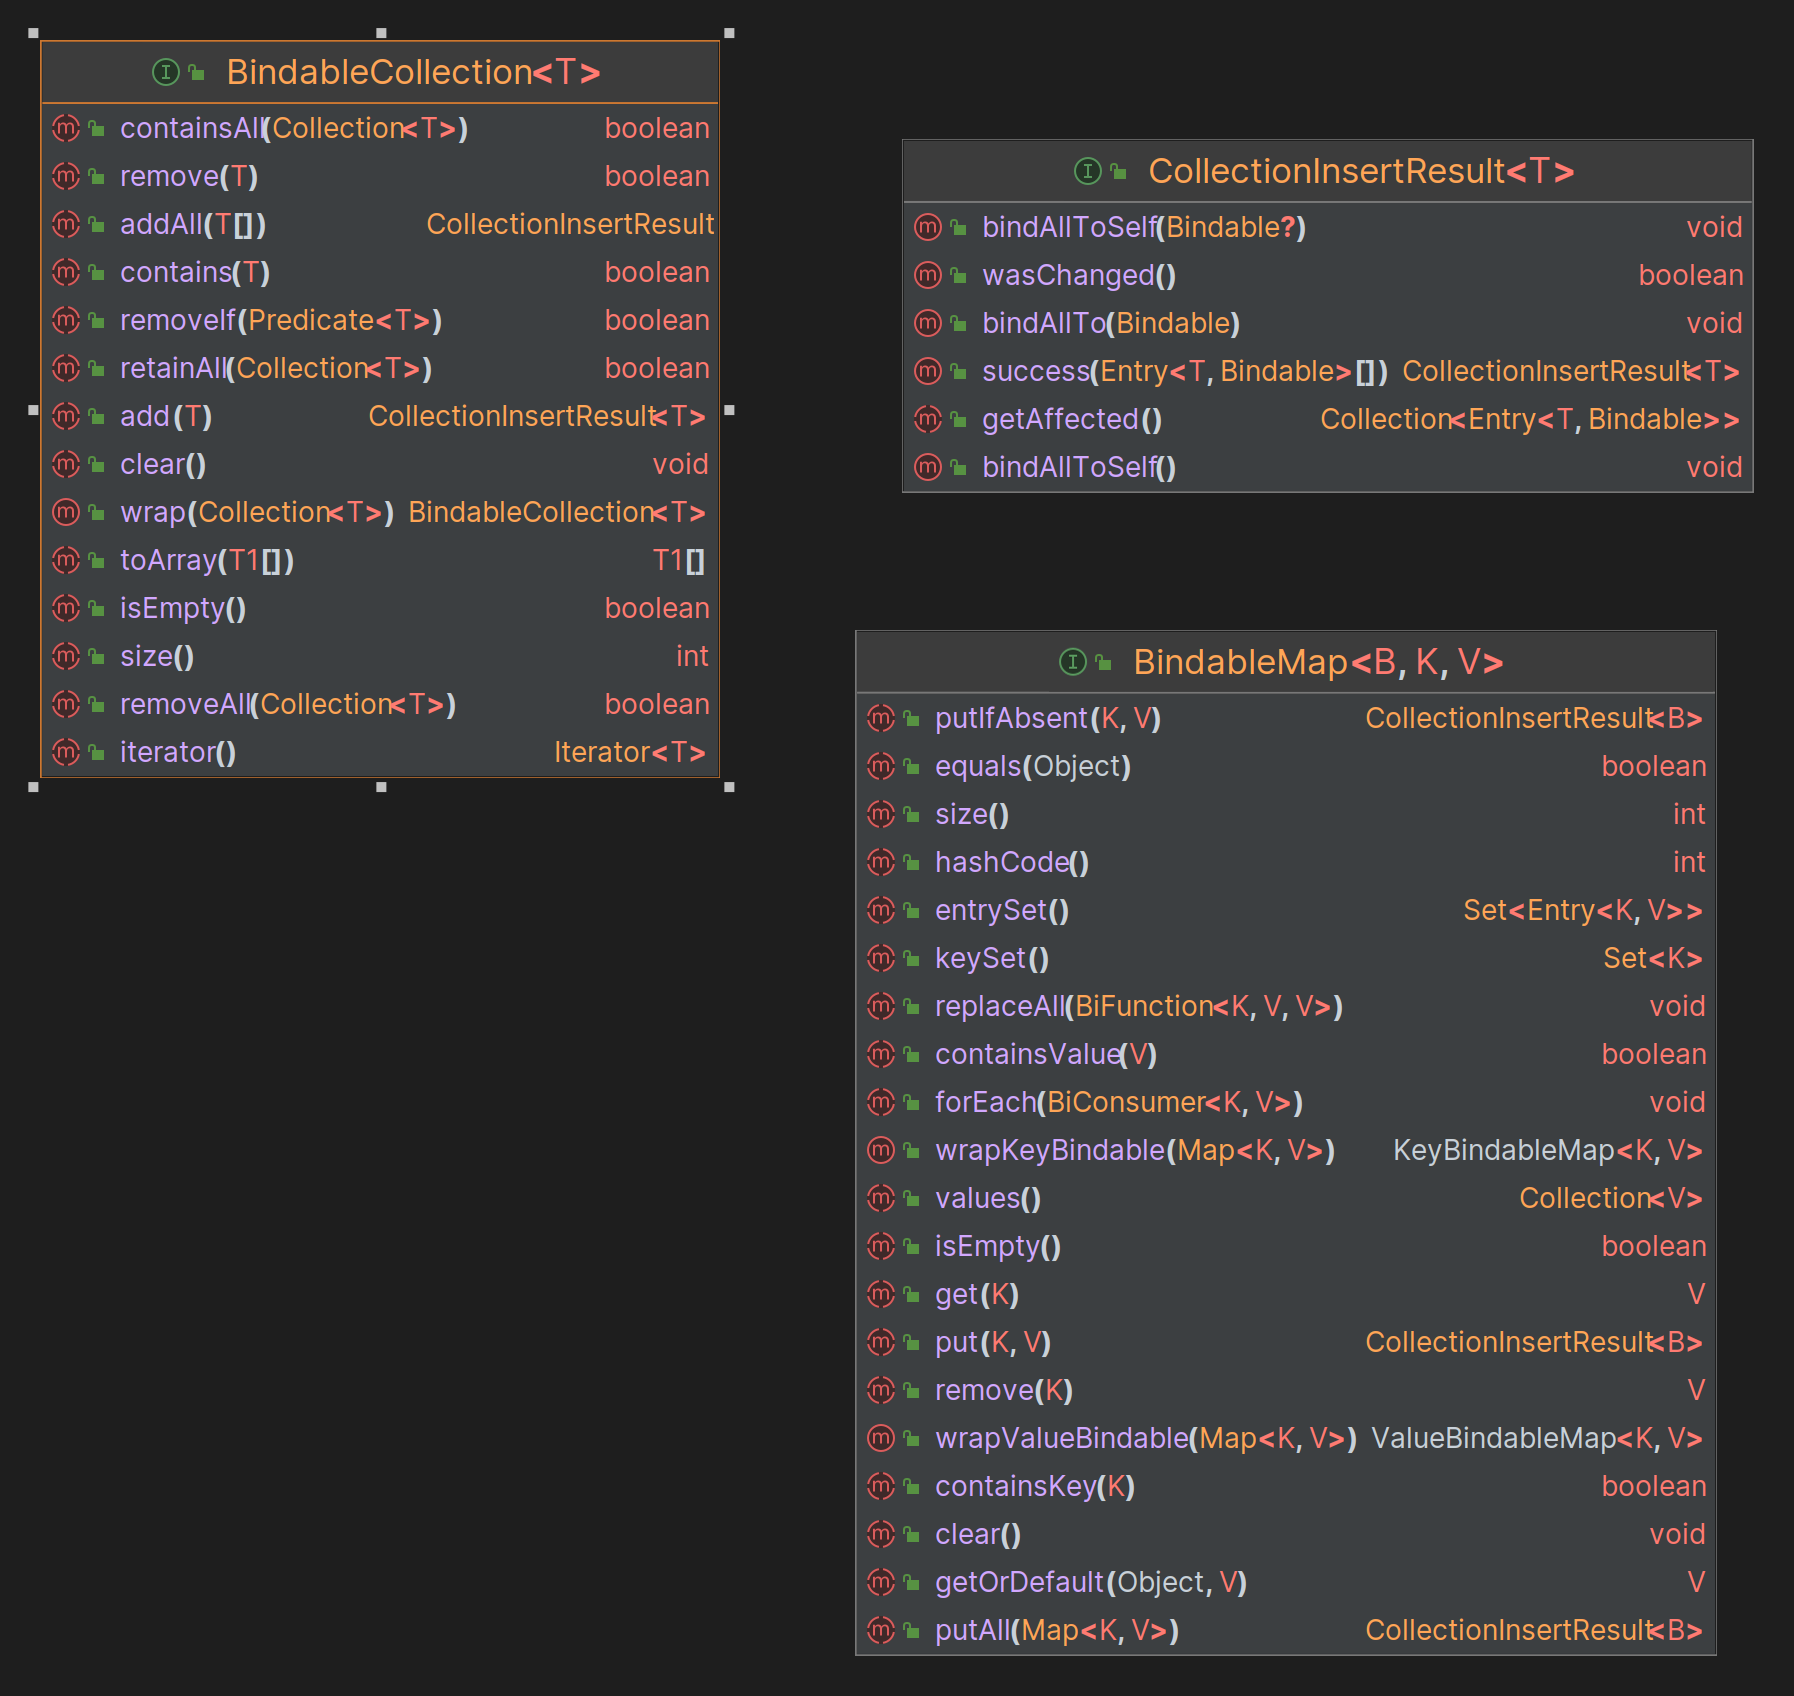 BindableCollection<T>
containsAll(Collection<T>) boolean
remove(T) boolean
addAll(T[]) CollectionInsertResult
contains(T) boolean
removeIf(Predicate<T>) boolean
retainAll(Collection<T>) boolean
add(T) CollectionInsertResult<T>
clear() void
wrap(Collection<T>) BindableCollection<T>
toArray(T1[]) T1[]
isEmpty() boolean
size() int
removeAll(Collection<T>) boolean
iterator() Iterator<T>
CollectionInsertResult<T>
bindAllToSelf(Bindable?) void
wasChanged() boolean
bindAllTo(Bindable) void
success(Entry<T, Bindable>[]) CollectionInsertResult<T>
getAffected() Collection<Entry<T, Bindable>>
bindAllToSelf() void
BindableMap<B, K, V>
putIfAbsent(K, V) CollectionInsertResult<B>
equals(Object) boolean
size() int
hashCode() int
entrySet() Set<Entry<K, V>>
keySet() Set<K>
replaceAll(BiFunction<K, V, V>) void
containsValue(V) boolean
forEach(BiConsumer<K, V>) void
wrapKeyBindable(Map<K, V>) KeyBindableMap<K, V>
values() Collection<V>
isEmpty() boolean
get(K) V
put(K, V) CollectionInsertResult<B>
remove(K) V
wrapValueBindable(Map<K, V>) ValueBindableMap<K, V>
containsKey(K) boolean
clear() void
getOrDefault(Object, V) V
putAll(Map<K, V>) CollectionInsertResult<B>